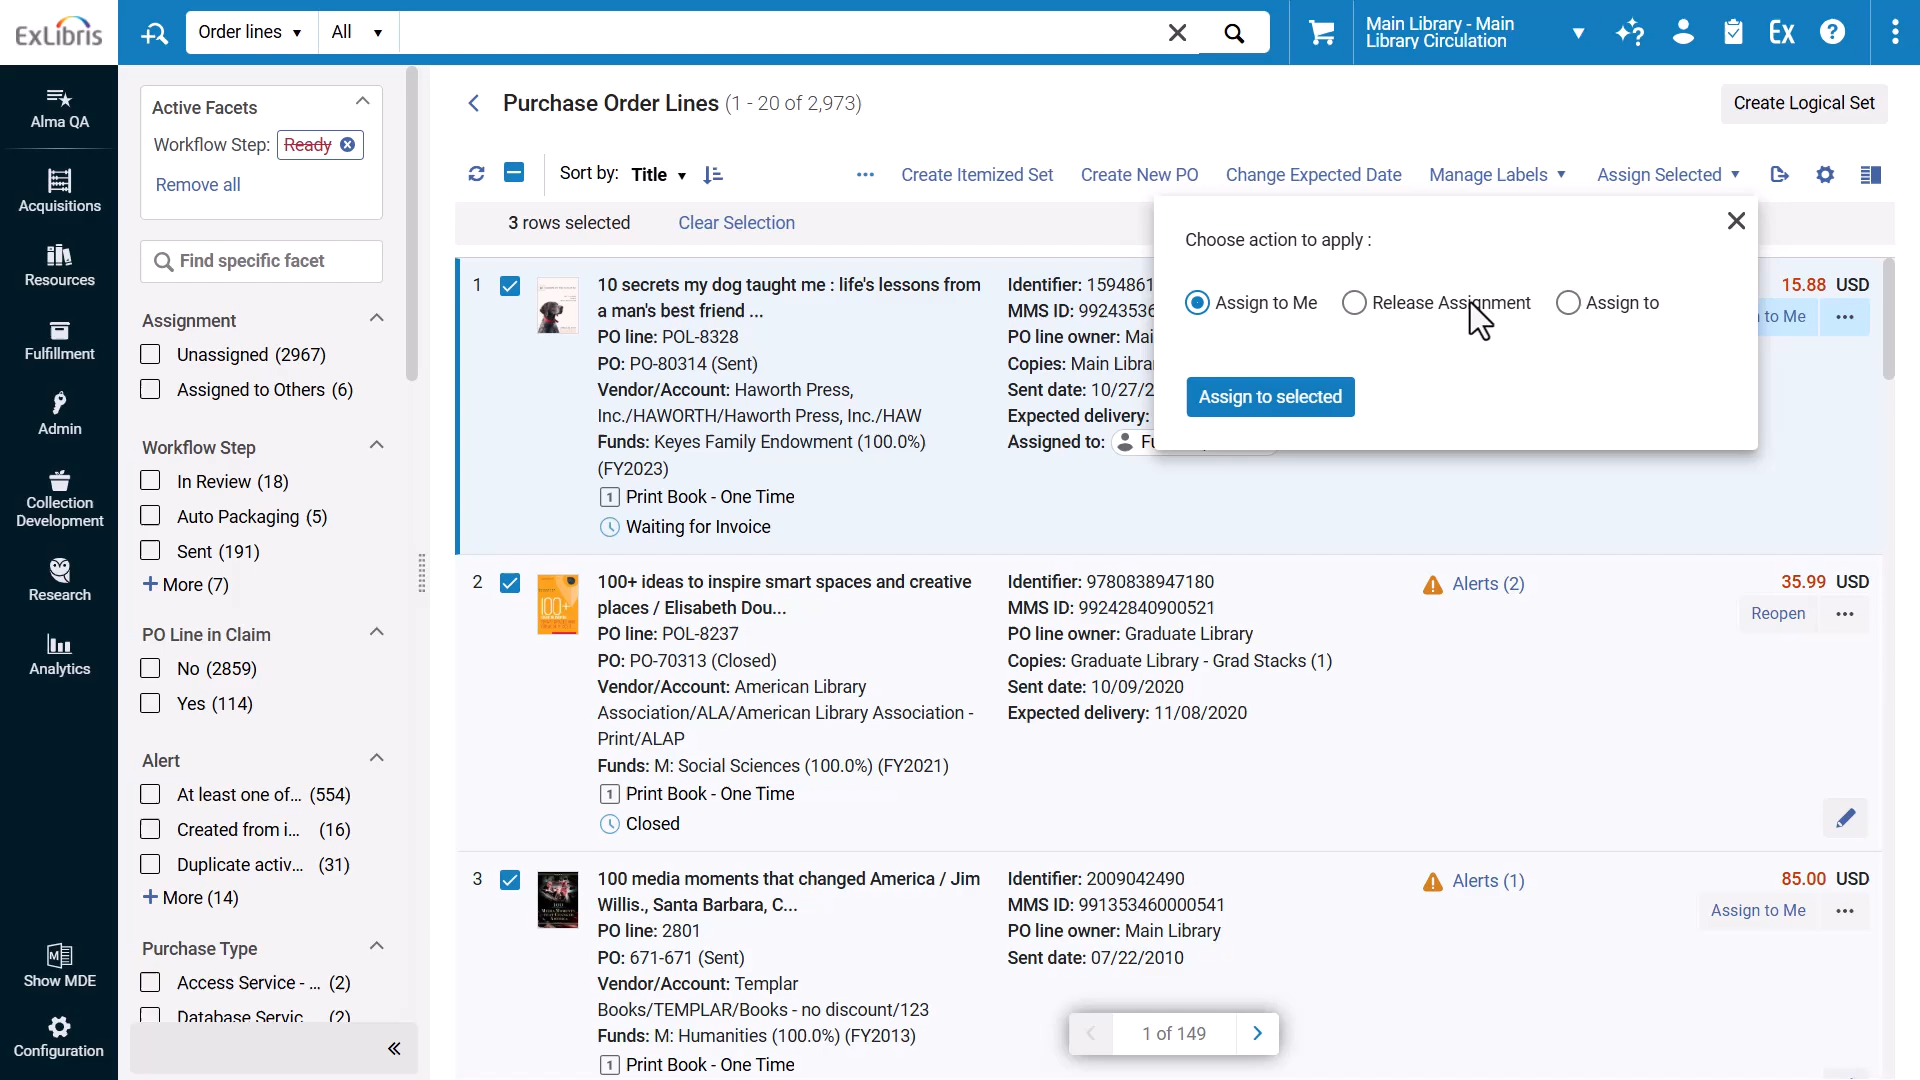 ExLibris
Order lines
All
Main Library - Main
Library Circulation
Ex
?
Alma QA
Acquisitions
Resources
Fulfillment
Admin
Collection
Development
Research
Analytics
Show MDE
Configuration
Active Facets
Workflow Step: Ready
Remove all
Find specific facet
Assignment
Unassigned (2967)
Assigned to Others (6)
Workflow Step
In Review (18)
Auto Packaging (5)
Sent (191)
+ More (7)
PO Line in Claim
No (2859)
Yes (114)
Alert
At least one of... (554)
Created from i... (16)
Duplicate activ... (31)
+ More (14)
Purchase Type
Access Service - ... (2)
Database Servic (2)
Purchase Order Lines (1 - 20 of 2,973)
Create Logical Set
Sort by: Title
Create Itemized Set
Create New PO
Change Expected Date
Manage Labels
Assign Selected
3 rows selected
Clear Selection
Choose action to apply :
Assign to Me
Release Assignment
Assign to
Assign to selected
1
10 secrets my dog taught me : life's lessons from
a man's best friend ...
PO line: POL-8328
PO: PO-80314 (Sent)
Vendor/Account: Haworth Press,
Inc./HAWORTH/Haworth Press, Inc./HAW
Funds: Keyes Family Endowment (100.0%)
(FY2023)
1 Print Book - One Time
Waiting for Invoice
Identifier: 1594861
MMS ID: 99243536
PO line owner: Mai
Copies: Main Libra
Sent date: 10/27/2
Expected delivery:
Assigned to:
15.88 USD
to Me
2
100+ ideas to inspire smart spaces and creative
places / Elisabeth Dou...
PO line: POL-8237
PO: PO-70313 (Closed)
Vendor/Account: American Library
Association/ALA/American Library Association -
Print/ALAP
Funds: M: Social Sciences (100.0%) (FY2021)
1 Print Book - One Time
Closed
Identifier: 9780838947180
MMS ID: 99242840900521
PO line owner: Graduate Library
Copies: Graduate Library - Grad Stacks (1)
Sent date: 10/09/2020
Expected delivery: 11/08/2020
Alerts (2)
35.99 USD
Reopen
3
100 media moments that changed America / Jim
Willis., Santa Barbara, C...
PO line: 2801
PO: 671-671 (Sent)
Vendor/Account: Templar
Books/TEMPLAR/Books - no discount/123
Funds: M: Humanities (100.0%) (FY2013)
1 Print Book - One Time
Identifier: 2009042490
MMS ID: 991353460000541
PO line owner: Main Library
Sent date: 07/22/2010
Alerts (1)
85.00 USD
Assign to Me
1 of 149